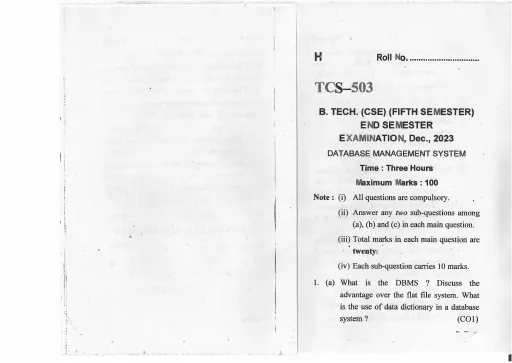 H Roll No. ................................
TCS–503
B. TECH. (CSE) (FIFTH SEMESTER)
END SEMESTER
EXAMINATION, Dec., 2023
DATABASE MANAGEMENT SYSTEM
Time : Three Hours
Maximum Marks : 100
Note : (i) All questions are compulsory.
(ii) Answer any two sub-questions among
(a), (b) and (c) in each main question.
(iii) Total marks in each main question are
twenty.
(iv) Each sub-question carries 10 marks.
1. (a) What is the DBMS ? Discuss the
advantage over the flat file system. What
is the use of data dictionary in a database
system ? (CO1)